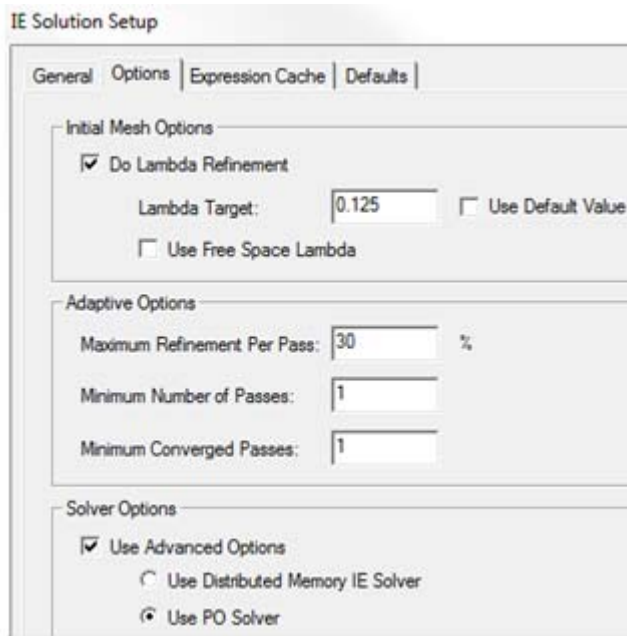 IE Solution Setup
General Options Expression Cache Defaults
Initial Mesh Options
Do Lambda Refinement
Lambda Target: 0.125 Use Default Value
Use Free Space Lambda
Adaptive Options
Maximum Refinement Per Pass: 30 %
Minimum Number of Passes: 1
Minimum Converged Passes: 1
Solver Options
Use Advanced Options
Use Distributed Memory IE Solver
Use PO Solver